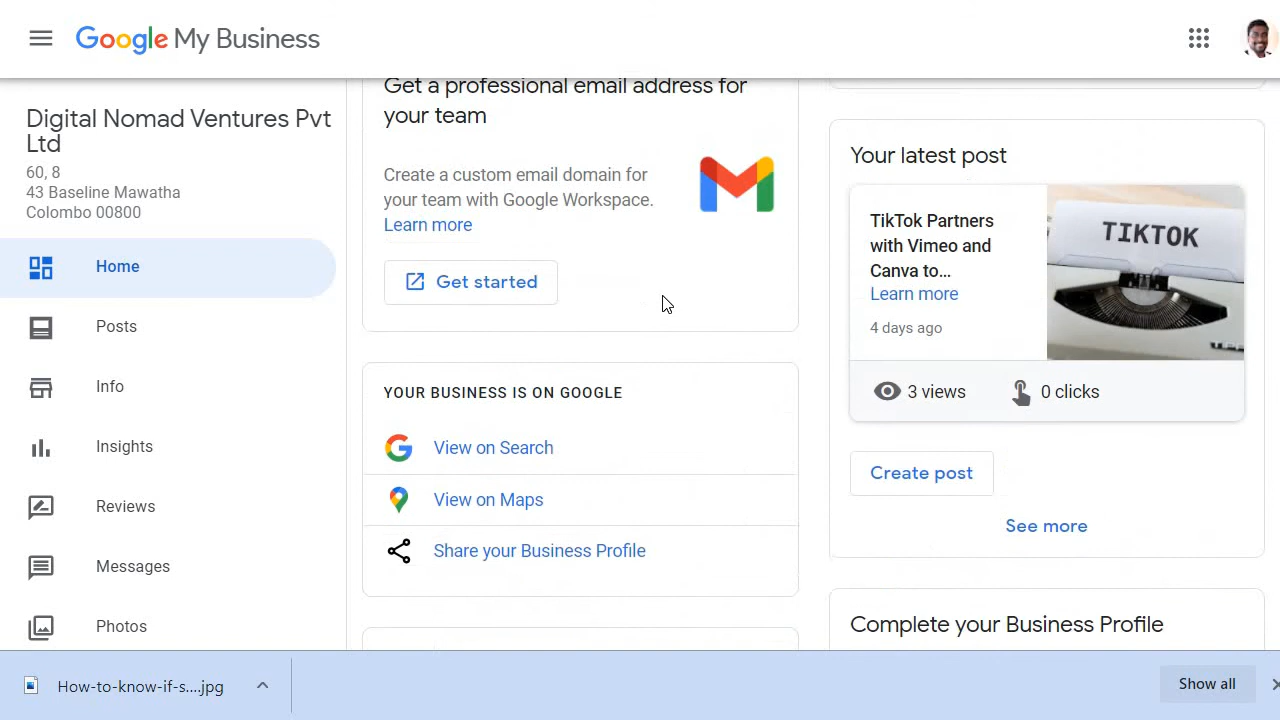 Google My Business
Digital Nomad Ventures Pvt
Ltd
60, 8
43 Baseline Mawatha
Colombo 00800
Home
Posts
Info
Insights
Reviews
Messages
Photos
Get a professional email address for
your team
Create a custom email domain for
your team with Google Workspace.
Learn more
Get started
YOUR BUSINESS IS ON GOOGLE
View on Search
View on Maps
Share your Business Profile
Your latest post
TikTok Partners
with Vimeo and
Canva to...
Learn more
4 days ago
TIKTOK
3 views
0 clicks
Create post
See more
Complete your Business Profile
How-to-know-if-s....jpg
Show all